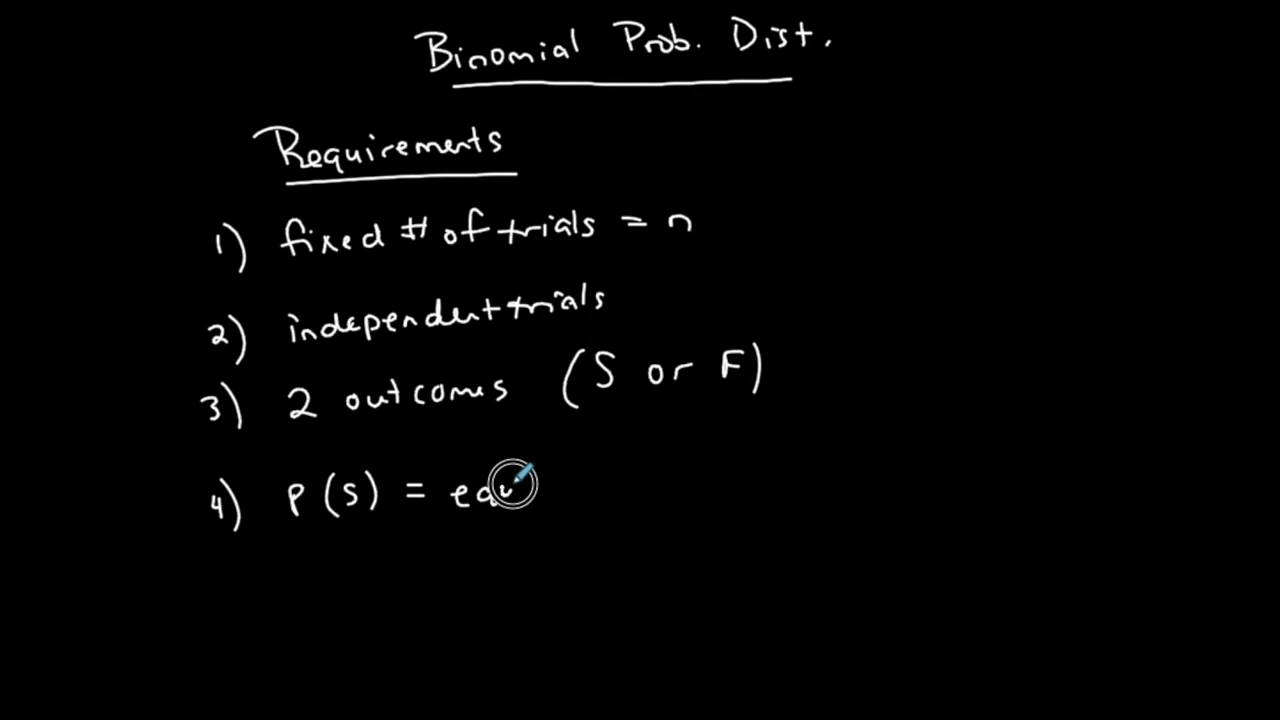 Binomial Prob. Dist.
Requirements
1) fixed # of trials = n
2) independent trials
3) 2 outcomes (S or F)
4) P(S) =